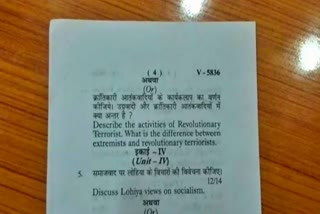 ( 4 ) V - 5836
अथवा
(Or)
क्रांतिकारी आतंकवादियों के कार्यकलाप का वर्णन
कीजिये। उग्रवादी और क्रांतिकारी आतंकवादियों में
क्या अन्तर है ?
Describe the activities of Revolutionary
Terrorist. What is the difference between
extremists and revolutionary terrorists.
इकाई - IV
(Unit - IV)
5. समाजवाद पर लोहिया के विचारों की विवेचना कीजिए।
12/14
Discuss Lohiya views on socialism.
अथवा
(Or)